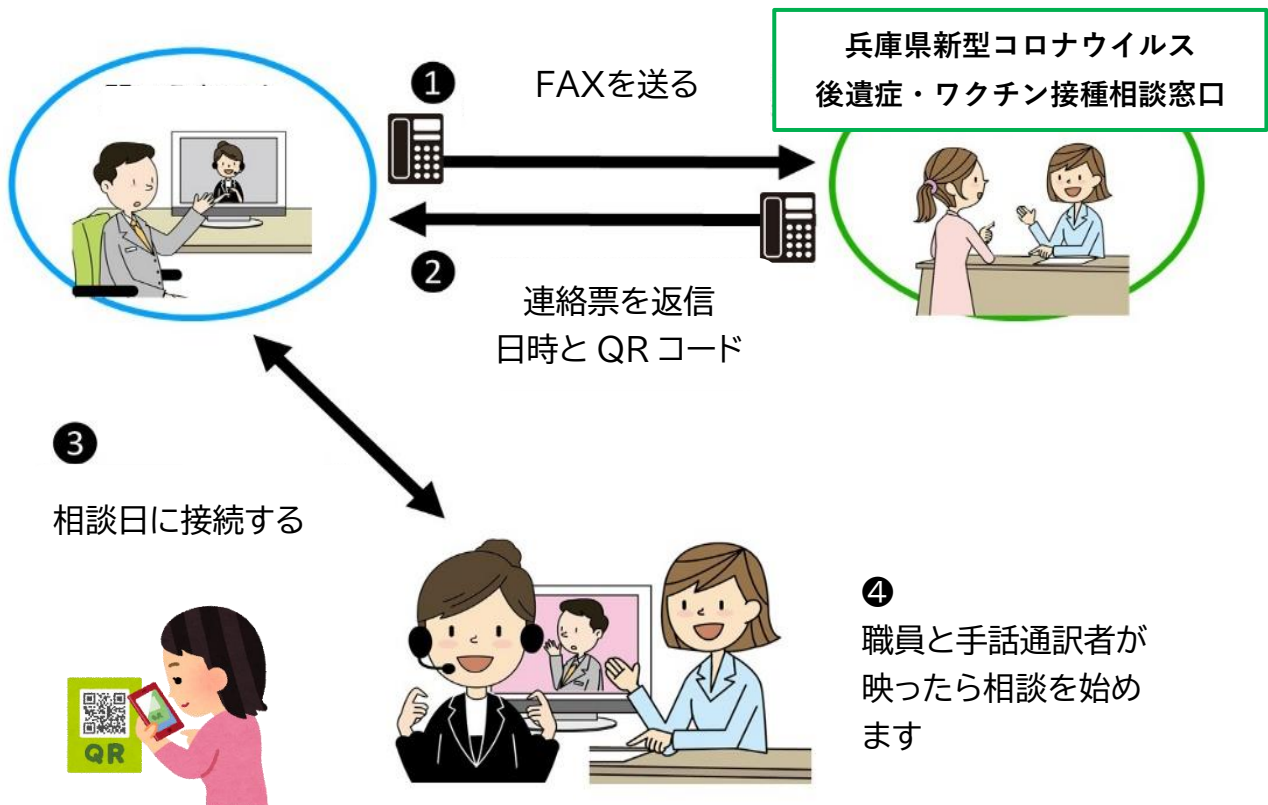 兵庫県新型コロナウイルス
後遺症・ワクチン接種相談窓口
❶
FAXを送る
❷
連絡票を返信
日時と QR コード
❸
相談日に接続する
QR
❹
職員と手話通訳者が
映ったら相談を始め
ます